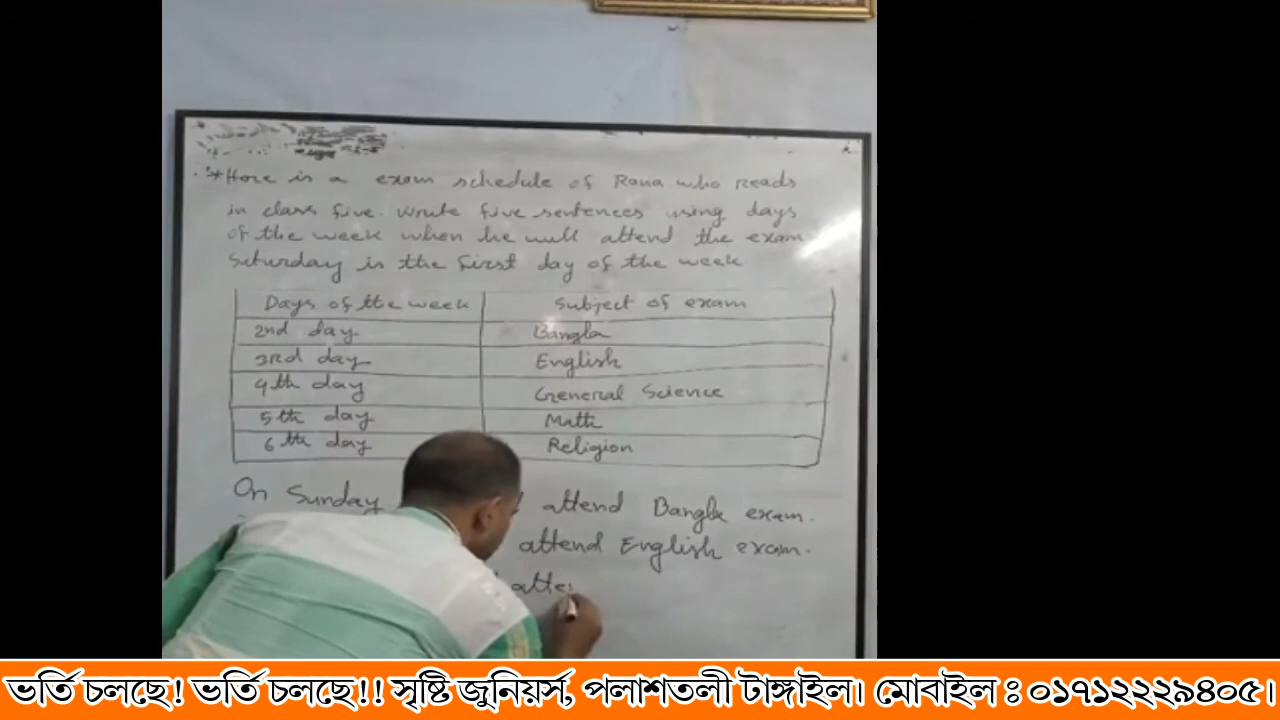 Here is a exam schedule of Rana who reads
in class five. Write five sentences using days
of the week when he will attend the exam
Saturday is the first day of the week
Days of the week Subject of exam
2nd day Bangla
3rd day English
4th day General Science
5th day Math
6th day Religion
On Sunday attend Bangla exam.
attend English exam.
atte
ভর্তি চলছে! ভর্তি চলছে!! সৃষ্টি জুনিয়র্স, পলাশতলী টাঙ্গাইল। মোবাইল ঃ ০১৭১২২২৯৪০৫।